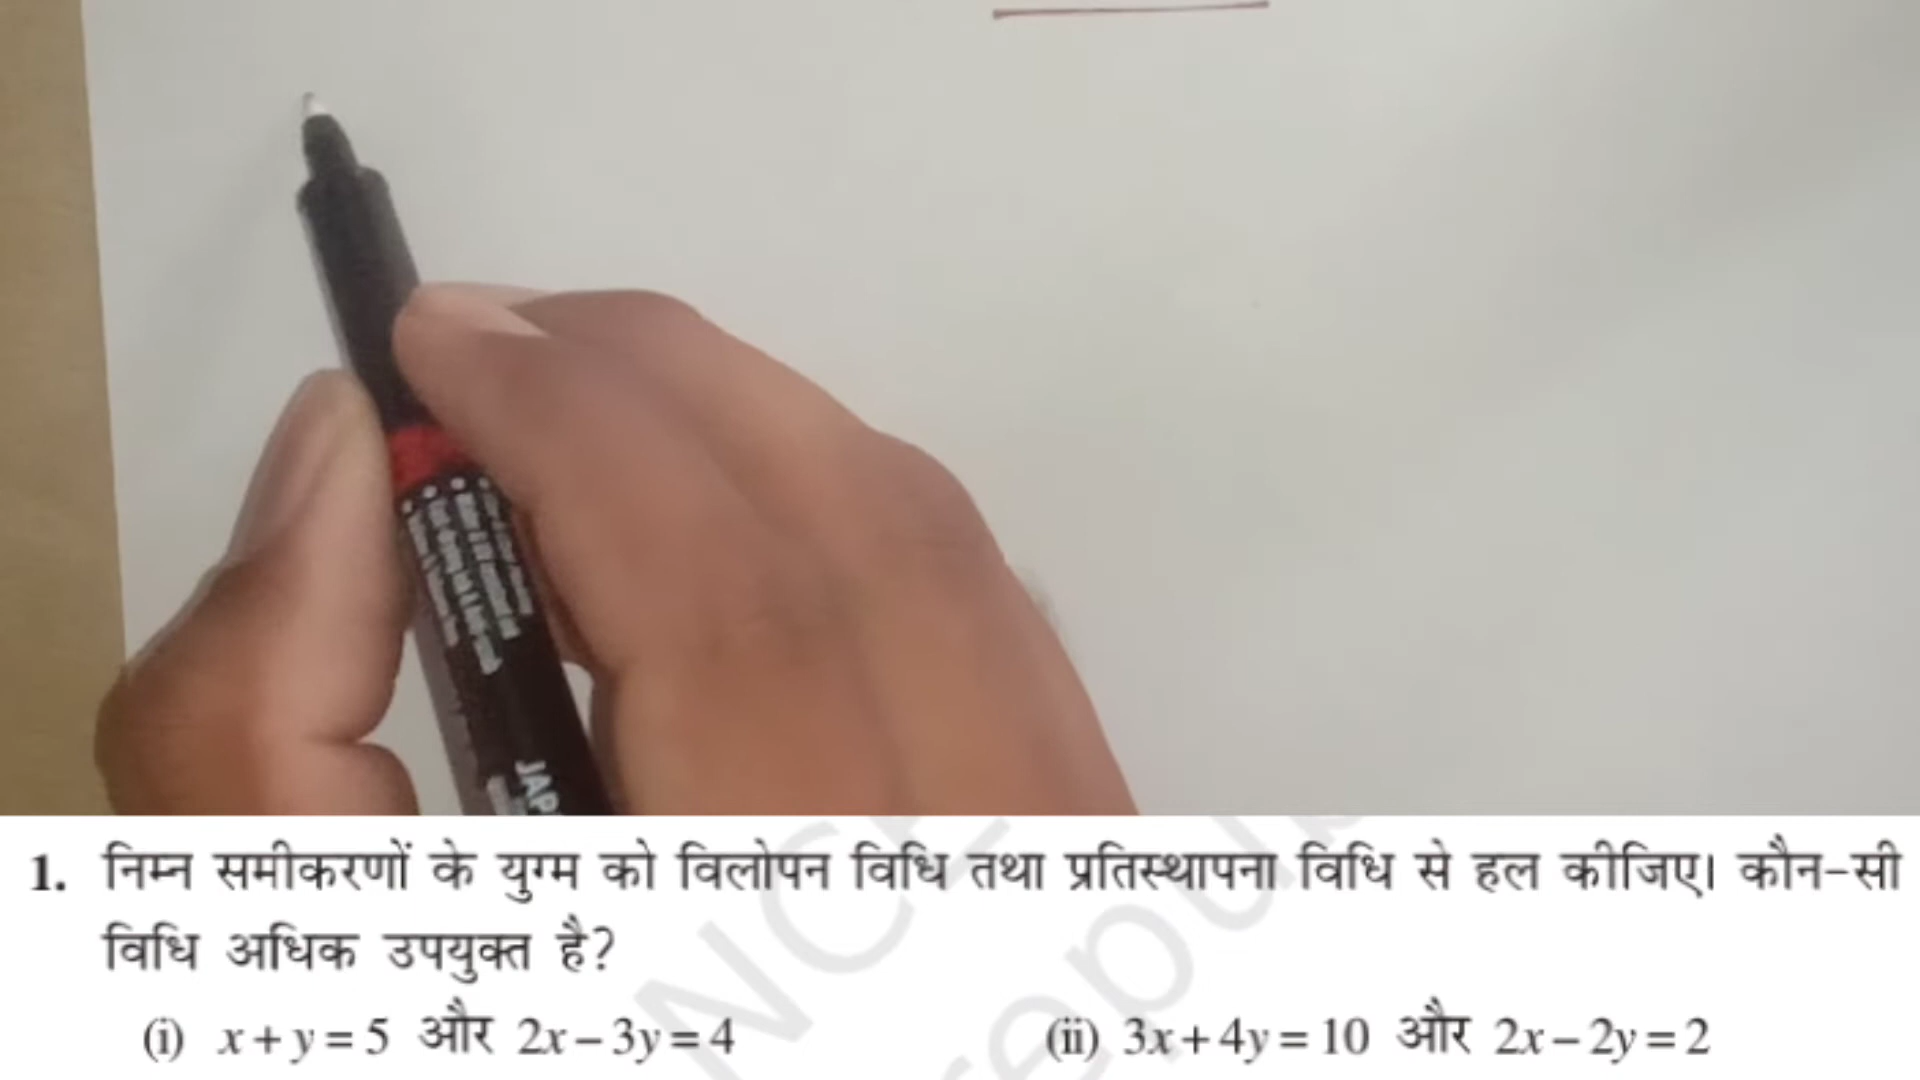 JAP
1. निम्न समीकरणों के युग्म को विलोपन विधि तथा प्रतिस्थापना विधि से हल कीजिए। कौन-सी
विधि अधिक उपयुक्त है?
(i) x + y = 5 और 2x – 3y = 4 (ii) 3x + 4y = 10 और 2x – 2y = 2